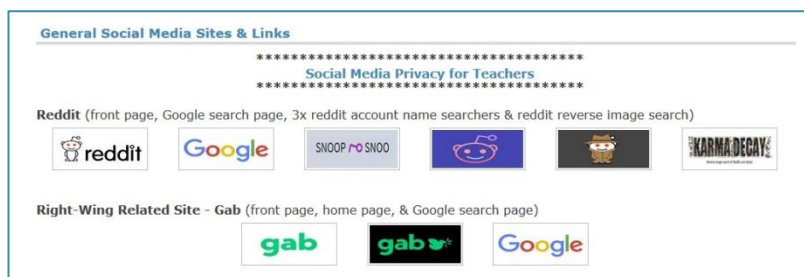 General Social Media Sites & Links
**************************************
Social Media Privacy for Teachers
**************************************
Reddit (front page, Google search page, 3x reddit account name searchers & reddit reverse image search)
reddit Google SNOOP SNOO KARMA DECAY
Right-Wing Related Site - Gab (front page, home page, & Google search page)
gab gab Google